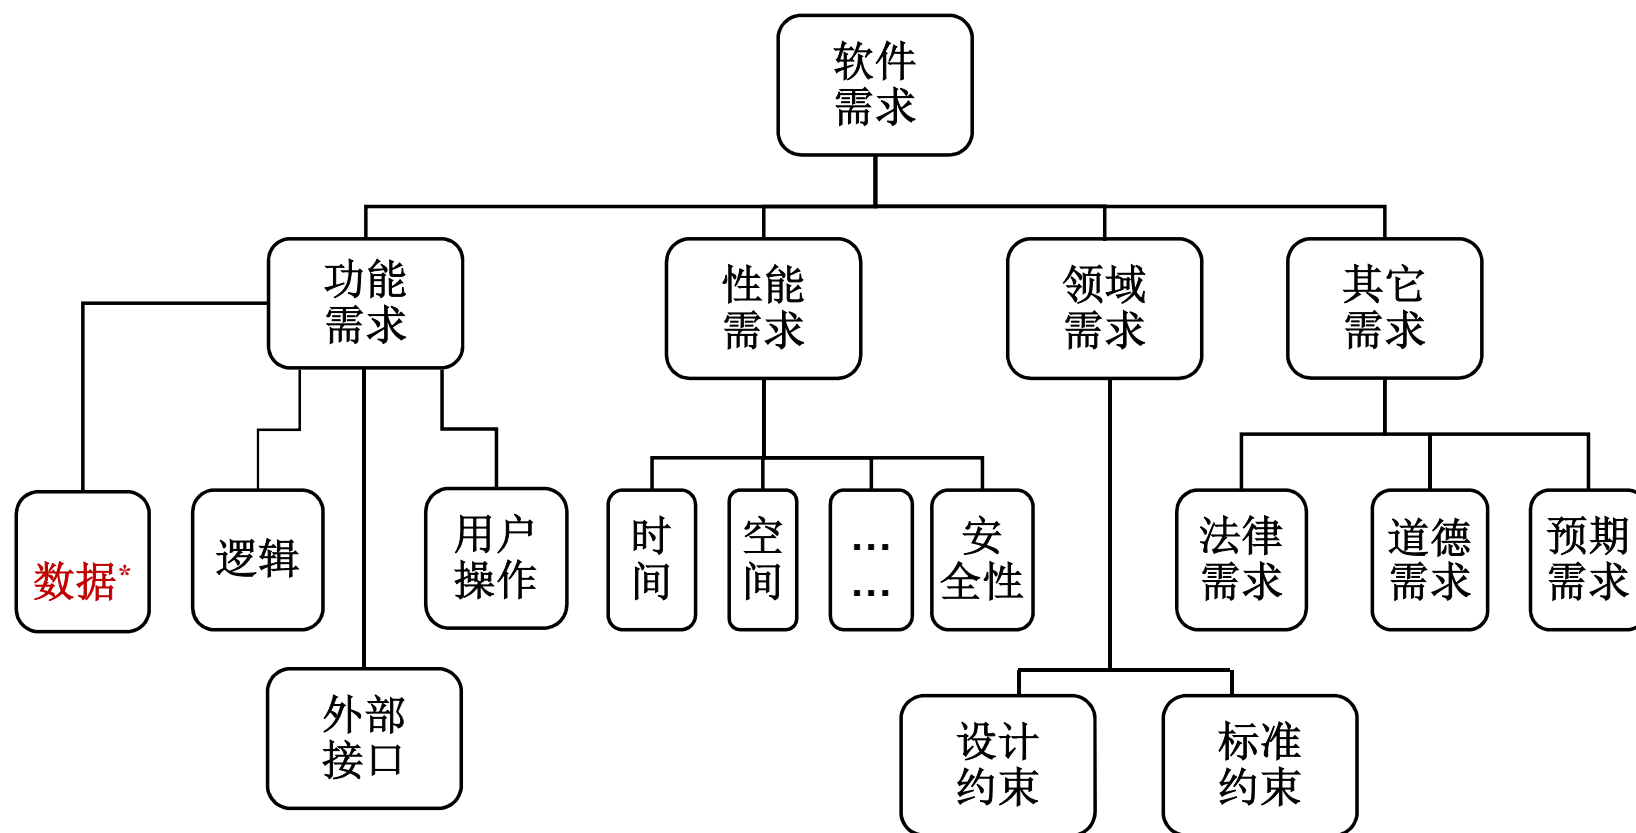 软件
需求
功能
需求
性能
需求
领域
需求
其它
需求
数据*
逻辑
用户
操作
时
间
空
间
...
...
安
全性
法律
需求
道德
需求
预期
需求
外部
接口
设计
约束
标准
约束